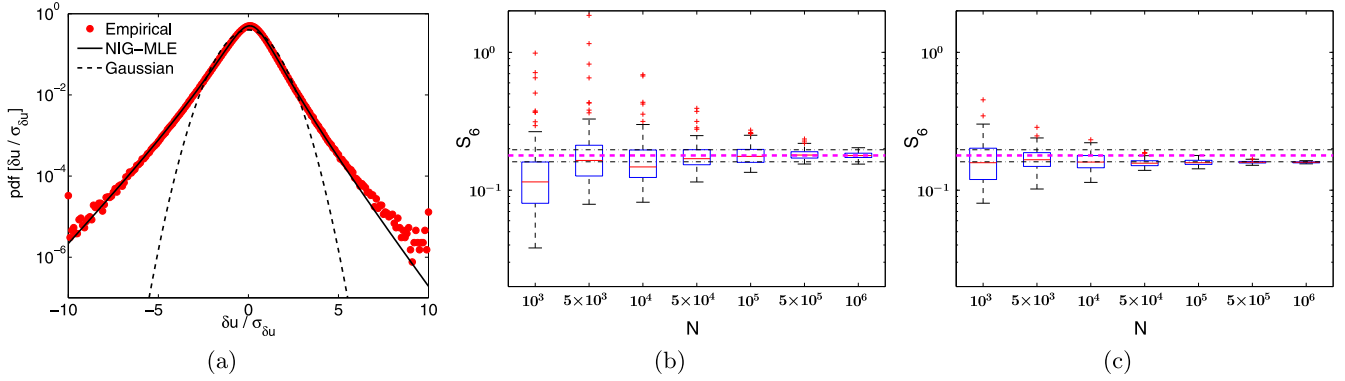 10^0
10^-2
10^-4
10^-6
pdf [δu / σ_δu]
Empirical
NIG-MLE
Gaussian
-10 -5 0 5 10
δu / σ_δu
(a)
10^0
10^-1
S_6
10^3 5×10^3 10^4 5×10^4 10^5 5×10^5 10^6
N
(b)
10^0
10^-1
S_6
10^3 5×10^3 10^4 5×10^4 10^5 5×10^5 10^6
N
(c)